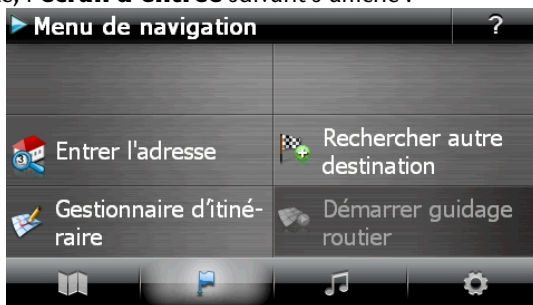 l'écran d'entrée suivant s'affiche :
Menu de navigation
?
Entrer l'adresse
Rechercher autre
destination
Gestionnaire d'itiné-
raire
Démarrer guidage
routier